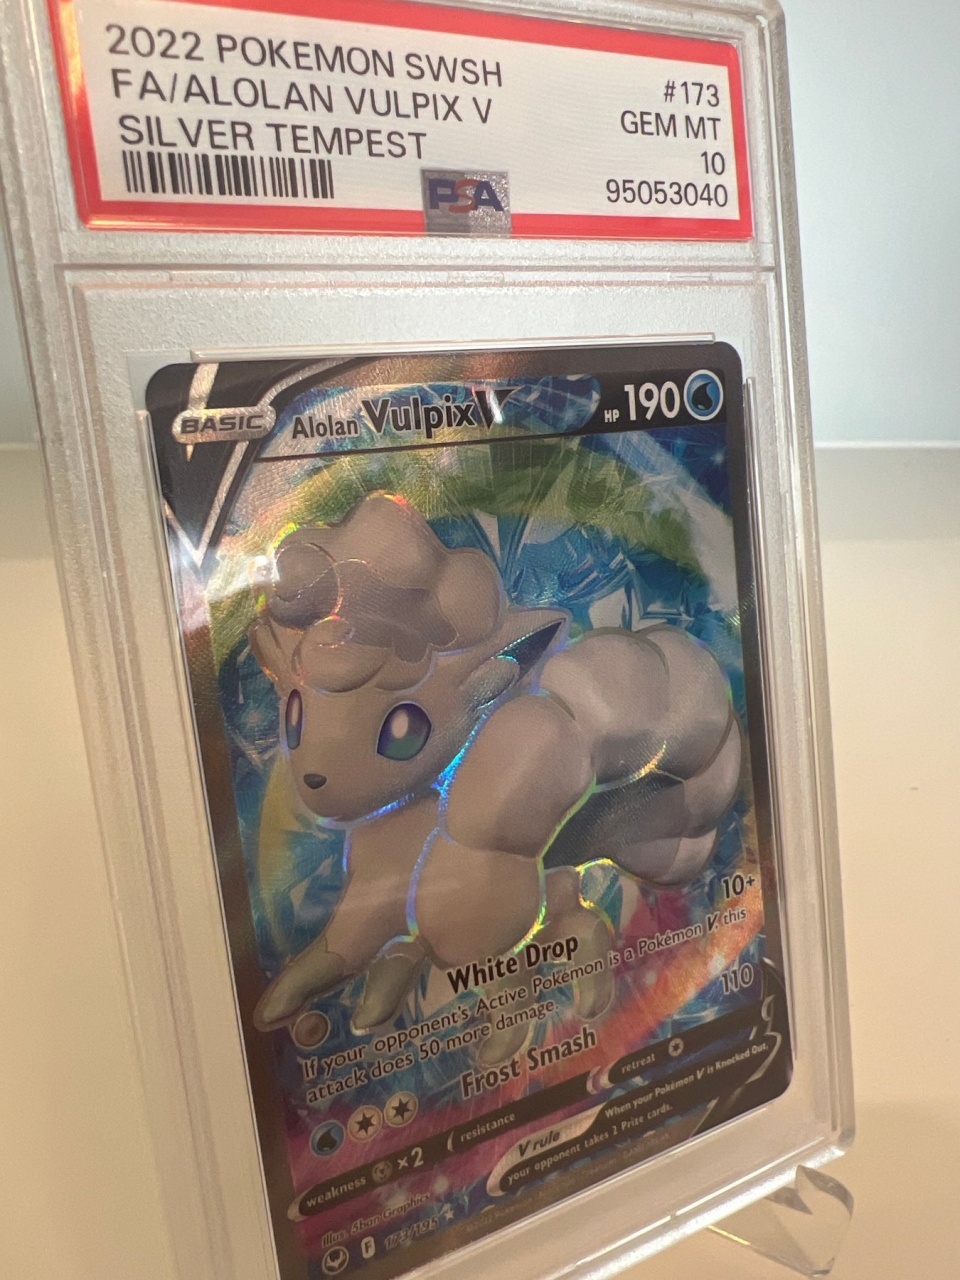 2022 POKEMON SWSH
#173
FA/ALOLAN VULPIX V
GEM MT
SILVER TEMPEST
10
PSA
95053040
BASIC
Alolan Vulpix V
HP 190
White Drop
10+
If your opponent's Active Pokémon is a Pokémon V, this
attack does 50 more damage.
Frost Smash
110
weakness ×2
resistance
retreat
V rule
When your Pokémon V is Knocked Out,
your opponent takes 2 Prize cards.
Illus. Shan Graphics
F 173/195